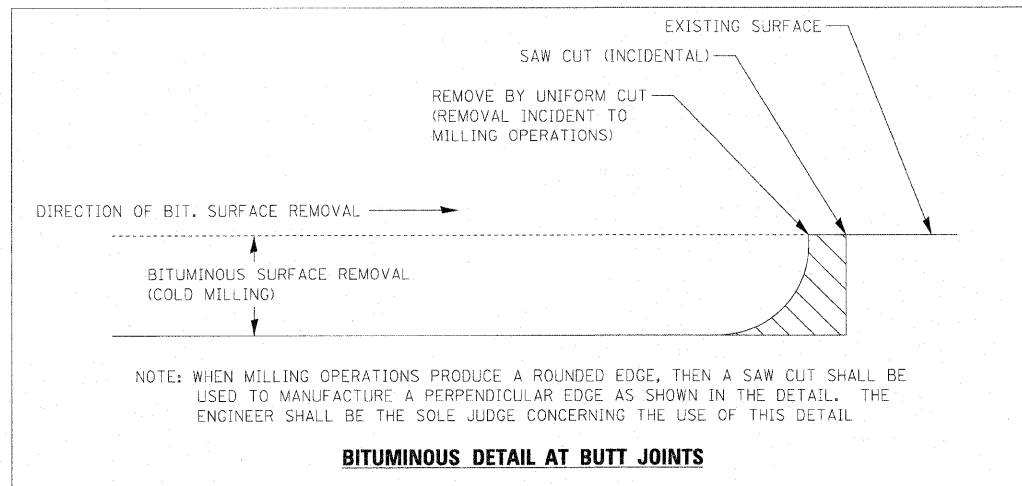 EXISTING SURFACE
SAW CUT (INCIDENTAL)
REMOVE BY UNIFORM CUT
(REMOVAL INCIDENT TO
MILLING OPERATIONS)
DIRECTION OF BIT. SURFACE REMOVAL
BITUMINOUS SURFACE REMOVAL
(COLD MILLING)
NOTE: WHEN MILLING OPERATIONS PRODUCE A ROUNDED EDGE, THEN A SAW CUT SHALL BE
USED TO MANUFACTURE A PERPENDICULAR EDGE AS SHOWN IN THE DETAIL. THE
ENGINEER SHALL BE THE SOLE JUDGE CONCERNING THE USE OF THIS DETAIL
BITUMINOUS DETAIL AT BUTT JOINTS